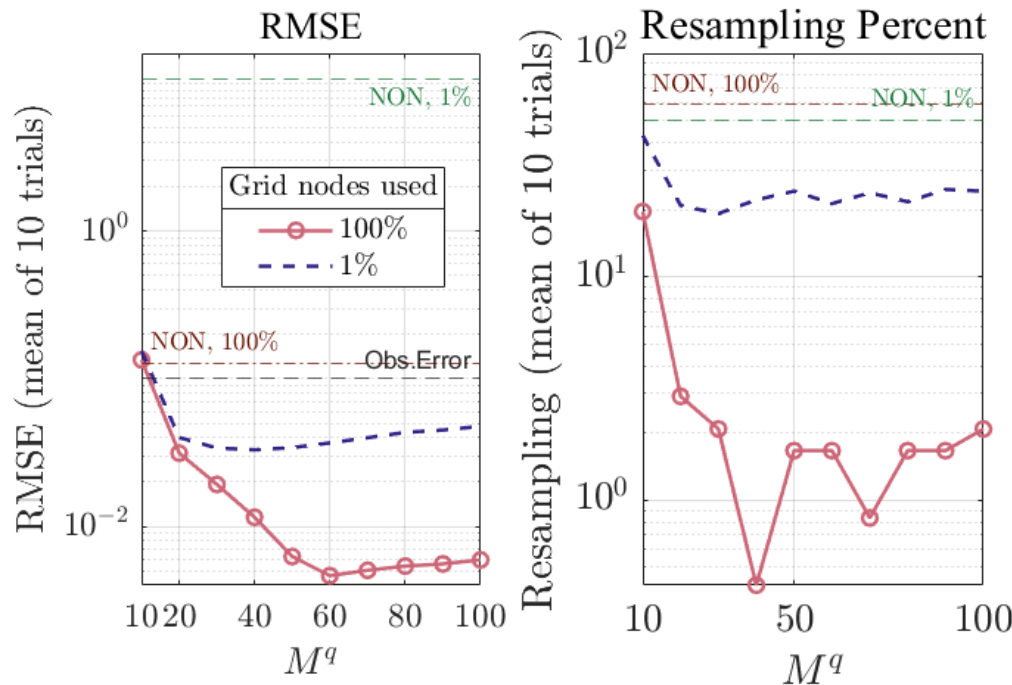 RMSE
RMSE (mean of 10 trials)
10^0
10^{-2}
NON, 1%
Grid nodes used
100%
1%
NON, 100%
Obs.Error
10 20 40 60 80 100
M^q
Resampling Percent
Resampling (mean of 10 trials)
10^2
10^1
10^0
NON, 100%
NON, 1%
10 50 100
M^q